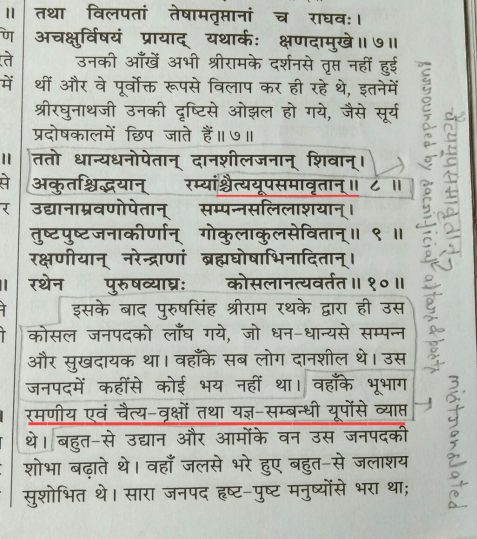 तथा विलपतां तेषामतृप्तानां च राघवः।
अचक्षुर्विषयं प्रायाद् यथार्कः क्षणदामुखे॥७॥
उनकी आँखें अभी श्रीरामके दर्शनसे तृप्त नहीं हुई
थीं और वे पूर्वोक्त रूपसे विलाप कर ही रहे थे, इतनेमें
श्रीरघुनाथजी उनकी दृष्टिसे ओझल हो गये, जैसे सूर्य
प्रदोषकालमें छिप जाते हैं॥७॥
ततो धान्यधनोपेतान् दानशीलजनान् शिवान्।
अकुतश्चिद्भयान् रम्यांश्चैत्ययूपसमावृतान्॥ ८ ॥
उद्यानाम्रवणोपेतान् सम्पन्नसलिलाशयान्।
तुष्टपुष्टजनाकीर्णान् गोकुलाकुलसेवितान्॥ ९ ॥
रक्षणीयान् नरेन्द्राणां ब्रह्मघोषाभिनादितान्।
रथेन पुरुषव्याघ्रः कोसलानत्यवर्तत॥१०॥
इसके बाद पुरुषसिंह श्रीराम रथके द्वारा ही उस
कोसल जनपदको लाँघ गये, जो धन-धान्यसे सम्पन्न
और सुखदायक था। वहाँके सब लोग दानशील थे। उस
जनपदमें कहींसे कोई भय नहीं था। वहाँके भूभाग
रमणीय एवं चैत्य-वृक्षों तथा यज्ञ-सम्बन्धी यूपोंसे व्याप्त
थे। बहुत-से उद्यान और आमोंके वन उस जनपदकी
शोभा बढ़ाते थे। वहाँ जलसे भरे हुए बहुत-से जलाशय
सुशोभित थे। सारा जनपद हृष्ट-पुष्ट मनुष्योंसे भरा था;
चैत्ययूपसमावृतान्
surrounded by sacrificial altars & posts
mistranslated